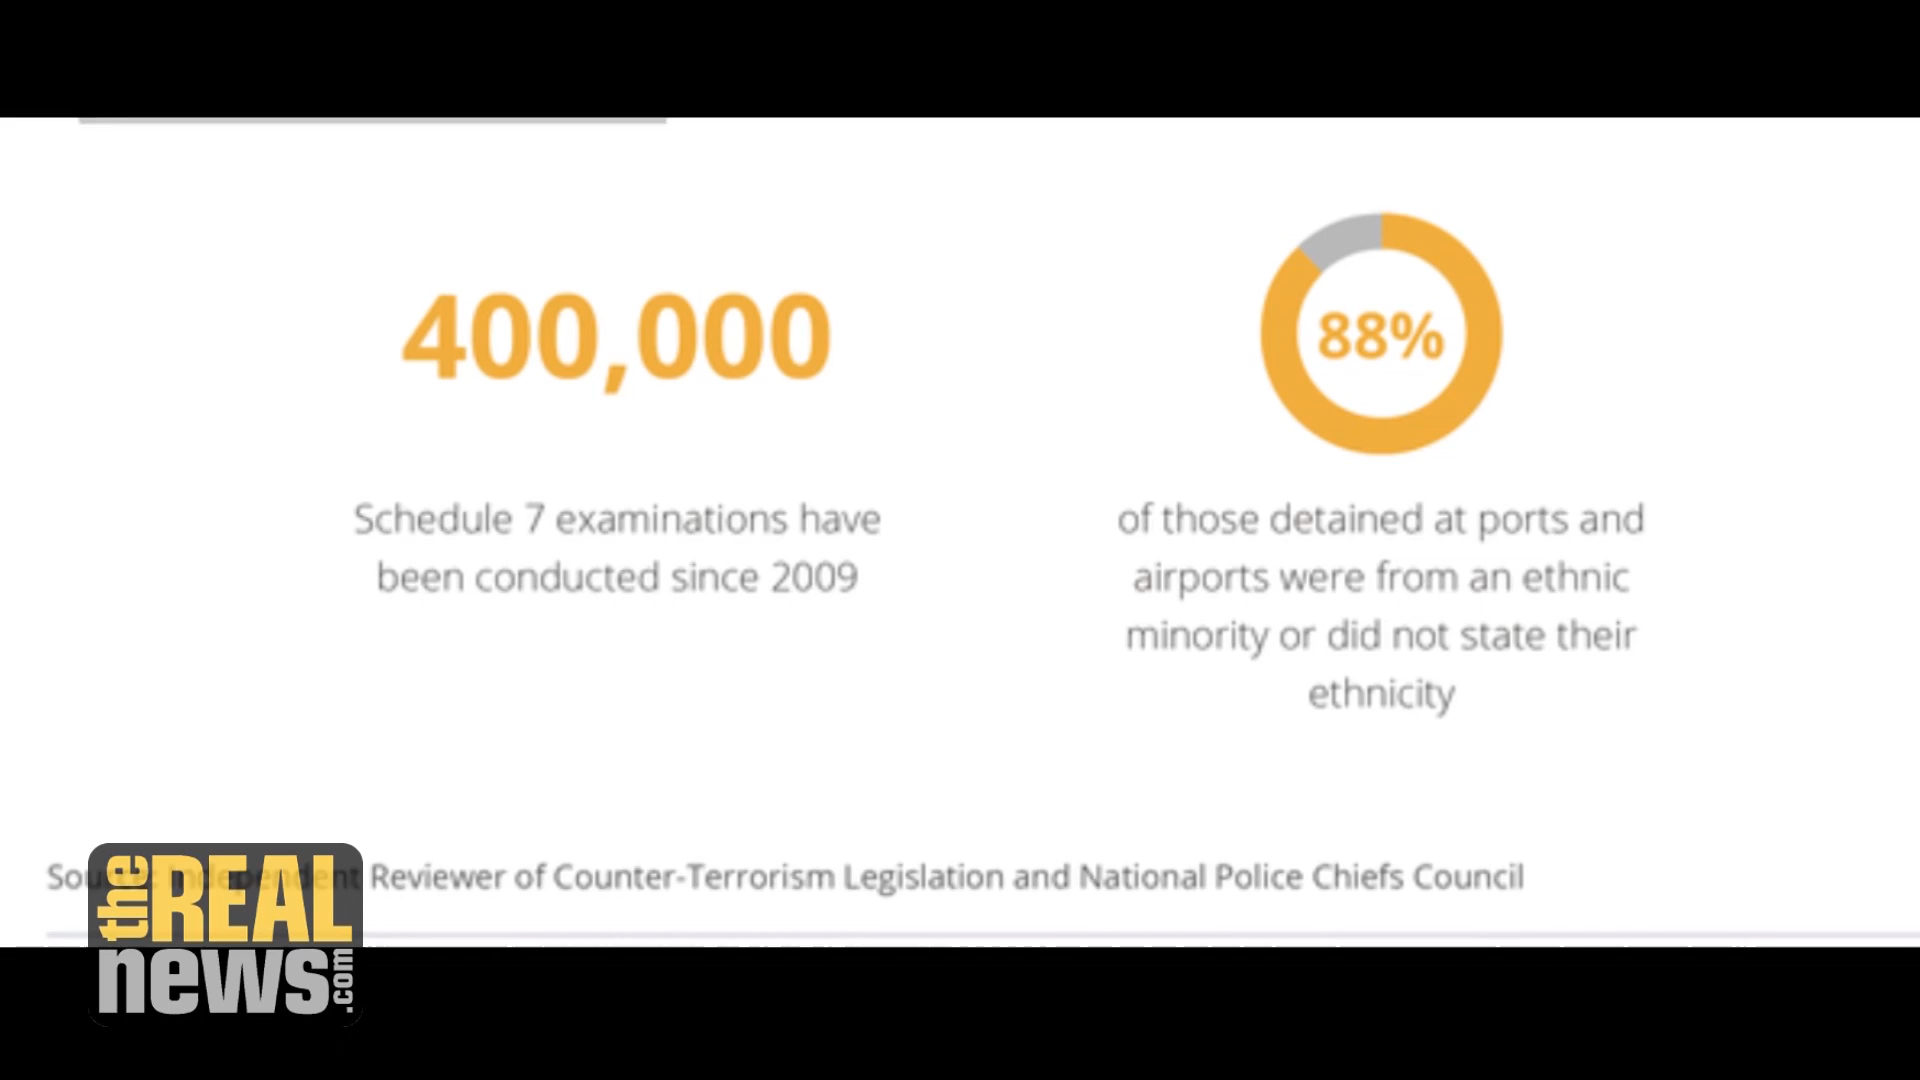 400,000
88%
Schedule 7 examinations have
been conducted since 2009
of those detained at ports and
airports were from an ethnic
minority or did not state their
ethnicity
Source: Independent Reviewer of Counter-Terrorism Legislation and National Police Chiefs Council
the REAL
news.com